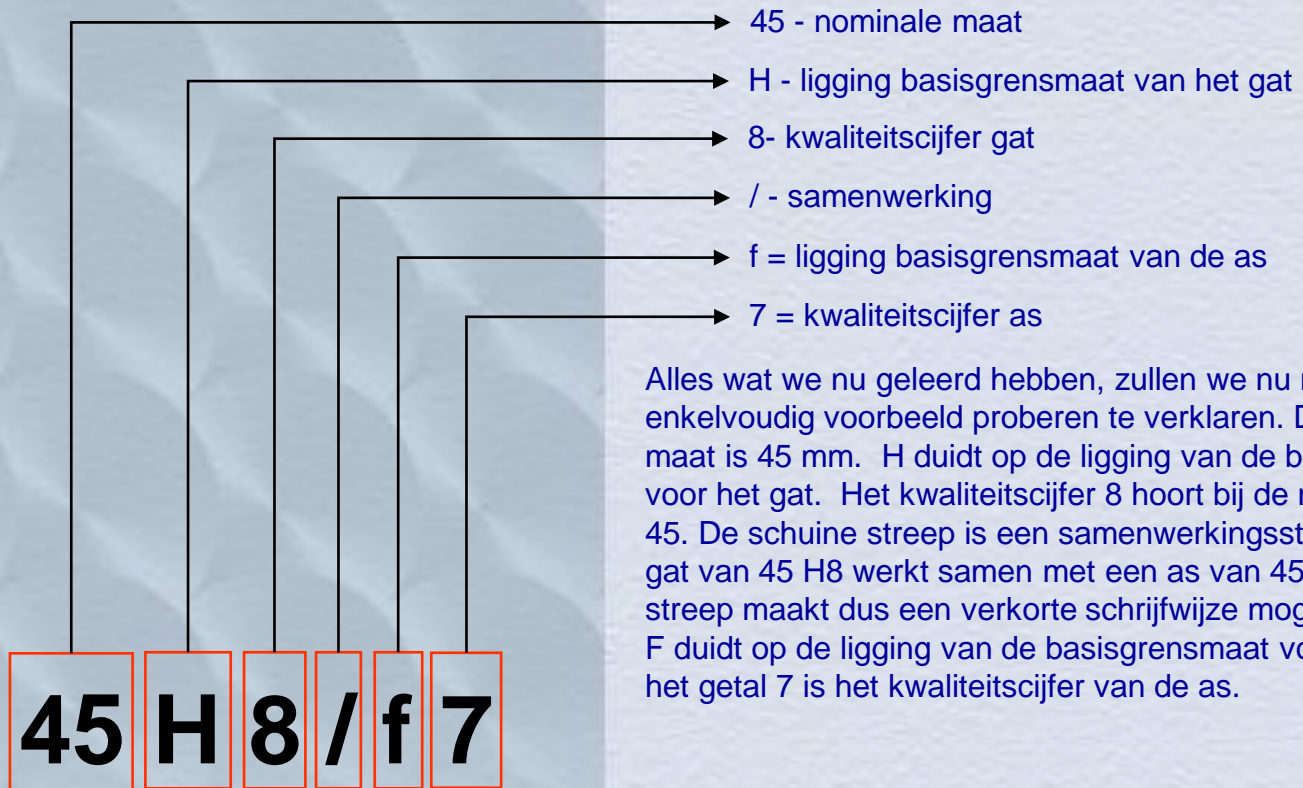 45 - nominale maat
H - ligging basisgrensmaat van het gat
8- kwaliteitscijfer gat
/ - samenwerking
f = ligging basisgrensmaat van de as
7 = kwaliteitscijfer as
Alles wat we nu geleerd hebben, zullen we nu
enkelvoudig voorbeeld proberen te verklaren.
maat is 45 mm. H duidt op de ligging van de
voor het gat. Het kwaliteitscijfer 8 hoort bij de
45. De schuine streep is een
gat van 45 H8 werkt samen met een as van 45
streep maakt dus een verkorte schrijfwijze
F duidt op de ligging van de basisgrensmaat
het getal 7 is het kwaliteitscijfer van de as.
45 H 8 / f 7